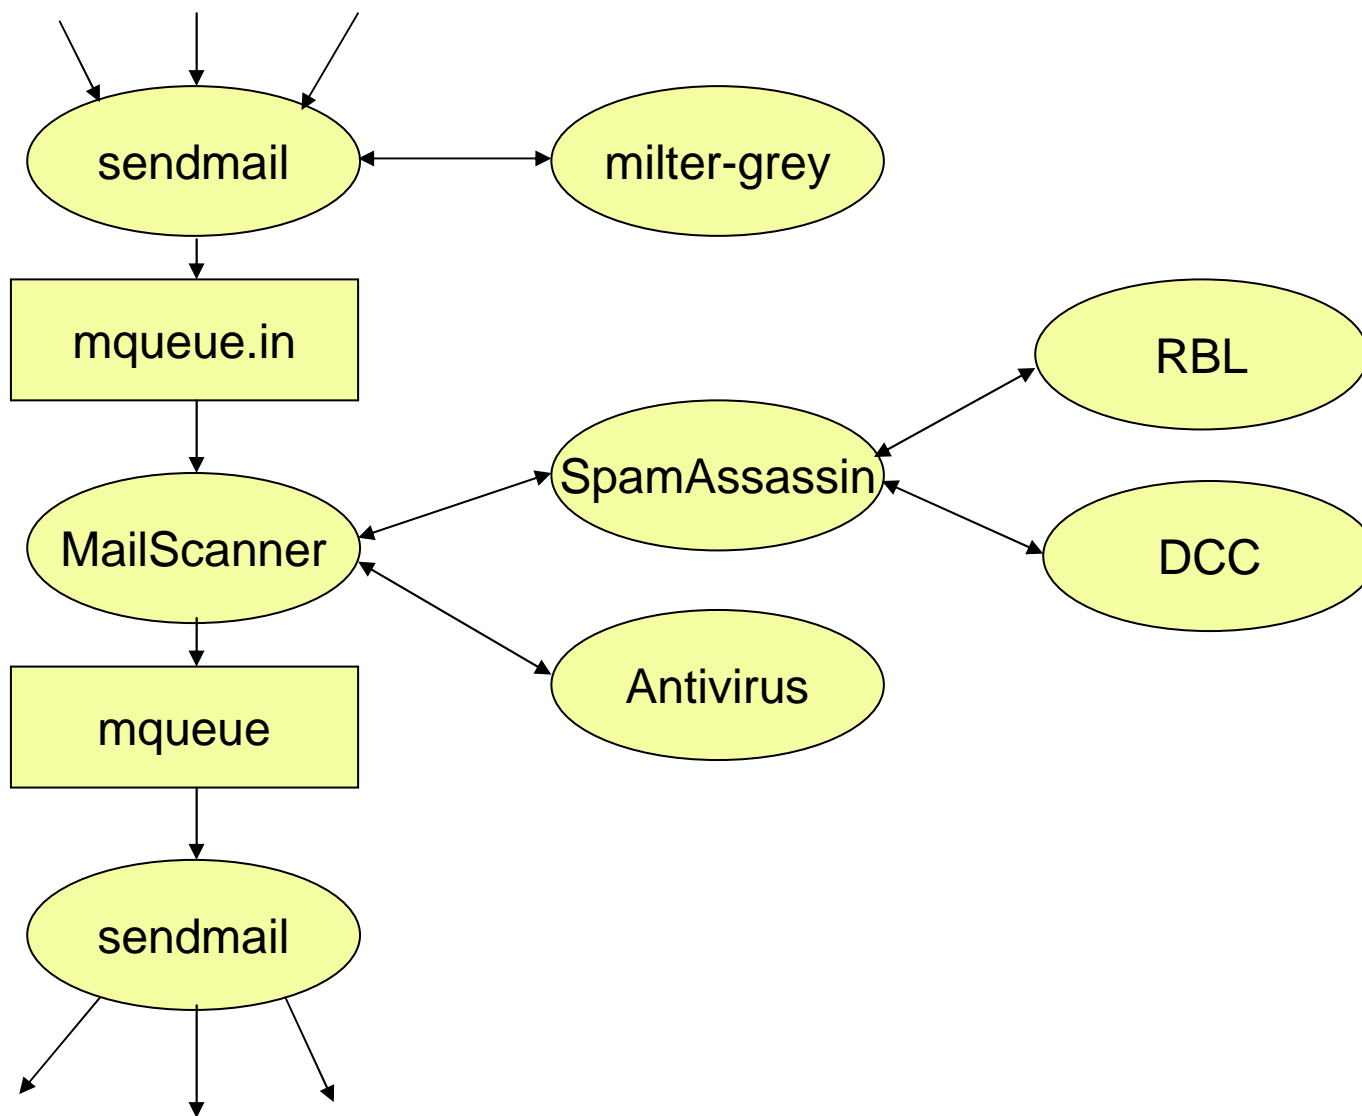 sendmail
milter-grey
mqueue.in
RBL
SpamAssassin
MailScanner
DCC
Antivirus
mqueue
sendmail